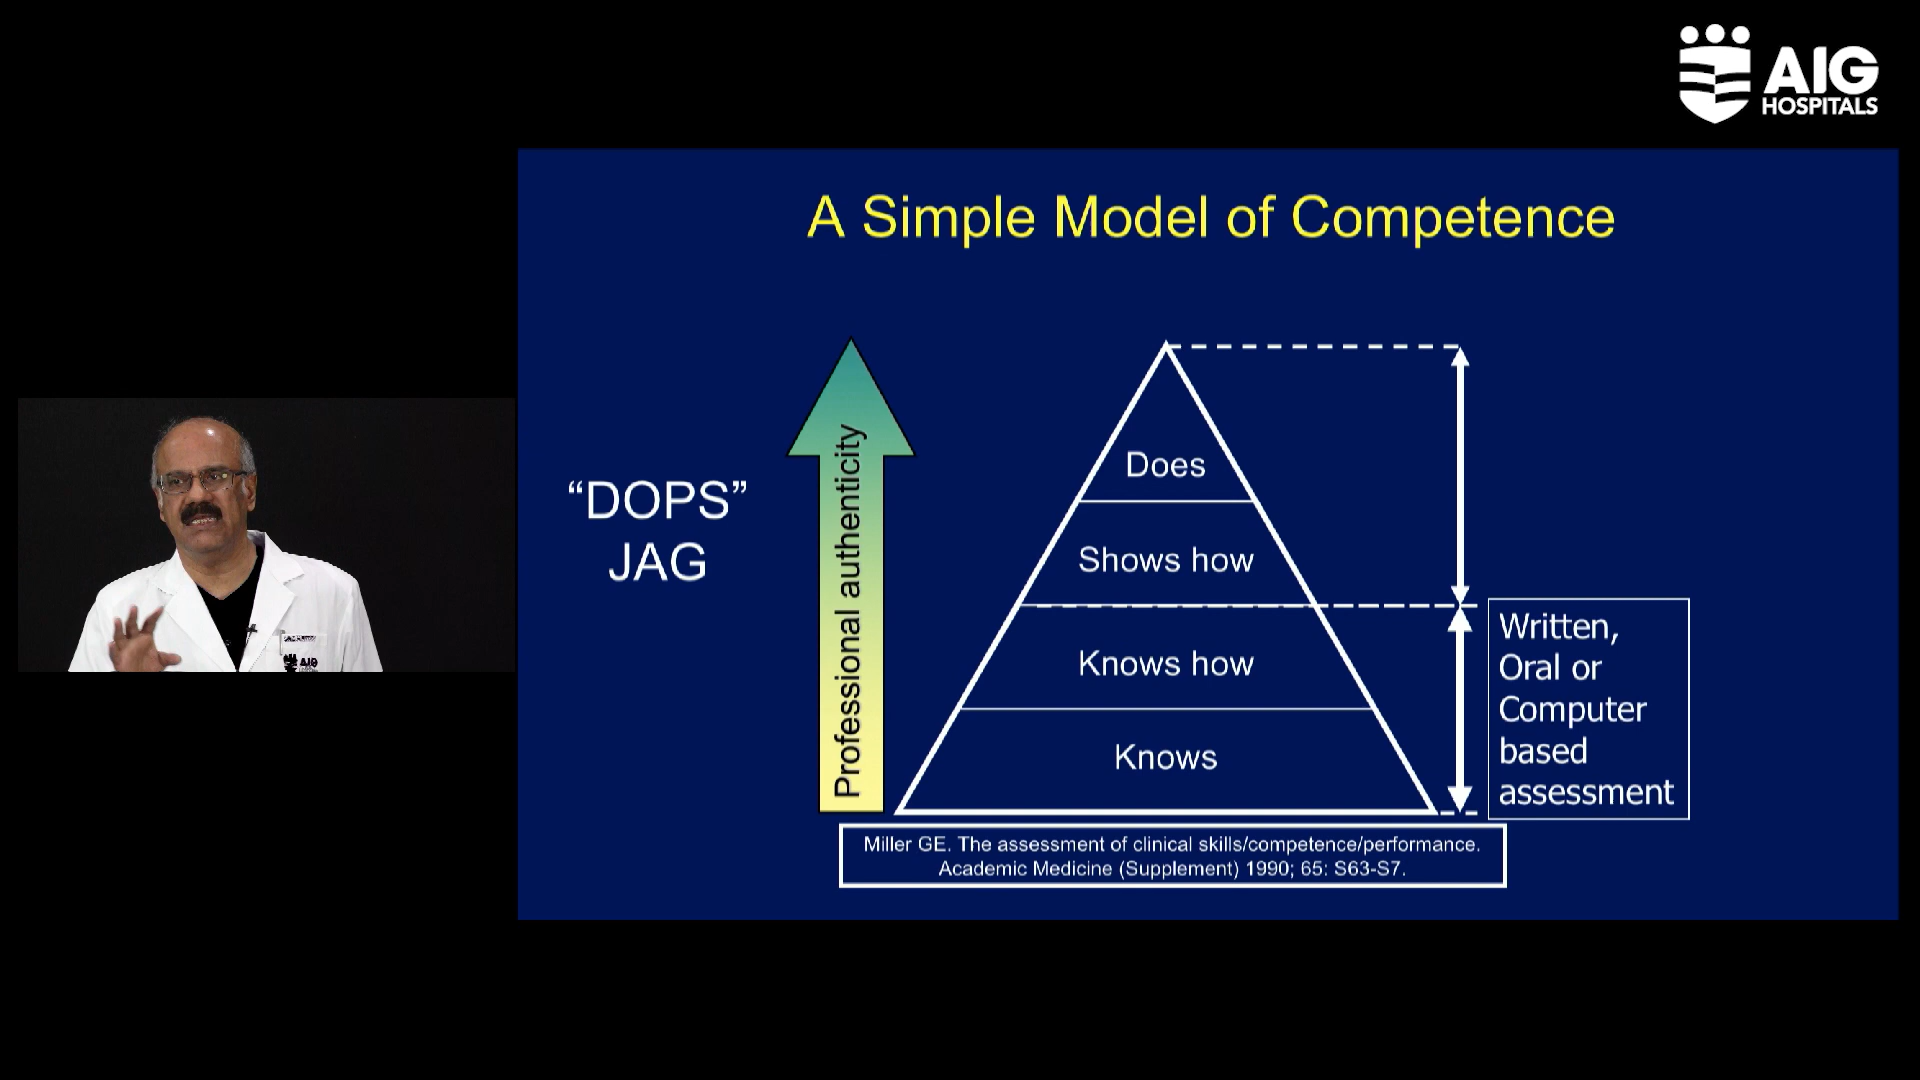 AIG
HOSPITALS
A Simple Model of Competence
“DOPS”
JAG
Professional authenticity
Does
Shows how
Knows how
Knows
Written,
Oral or
Computer
based
assessment
Miller GE. The assessment of clinical skills/competence/performance.
Academic Medicine (Supplement) 1990; 65: S63-S7.
AIG